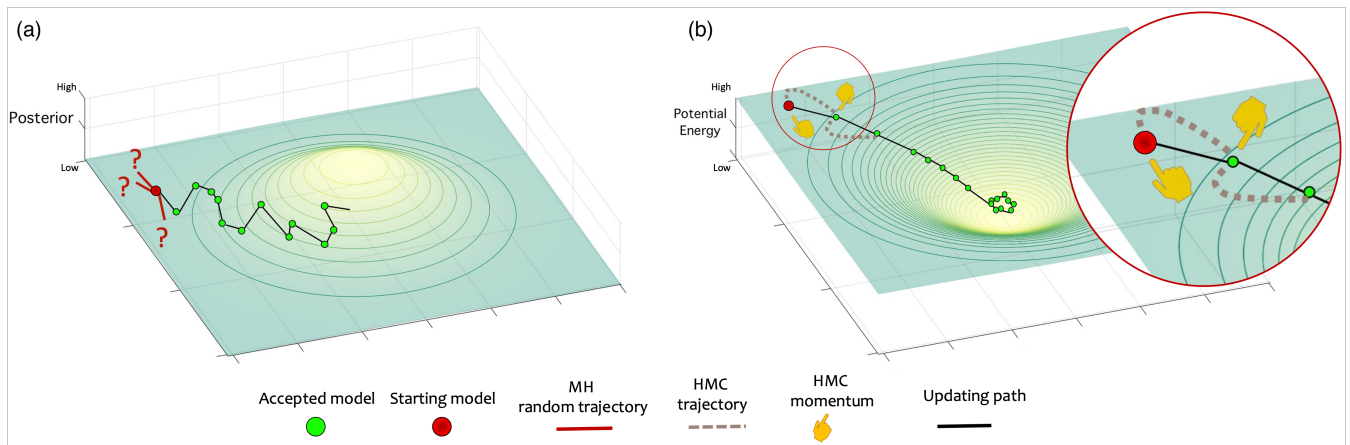 (a)
High
Posterior
Low
?
?
?
(b)
High
Potential
Energy
Low
Accepted model
Starting model
MH
random trajectory
HMC
trajectory
HMC
momentum
Updating path